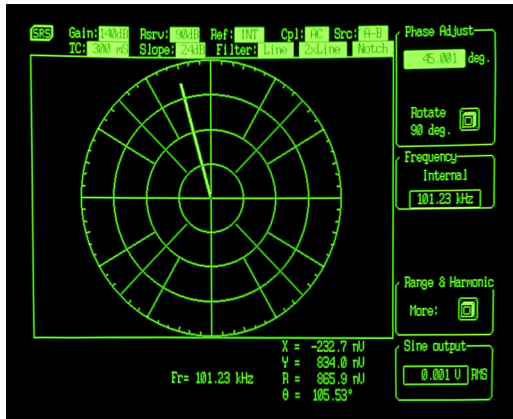 SRS Gain: 140dB Rsrv: 90dB Ref: INT Cpl: AC Src: A-B
TC: 300 mS Slope: 24dB Filter: Line 2xLine Notch
Phase Adjust
45.001 deg.
Rotate
90 deg.
Frequency
Internal
101.23 kHz
Range & Harmonic
More:
Sine output
0.001 V RMS
X = -232.7 nV
Y = 834.0 nV
Fr= 101.23 kHz R = 865.9 nV
θ = 105.53°